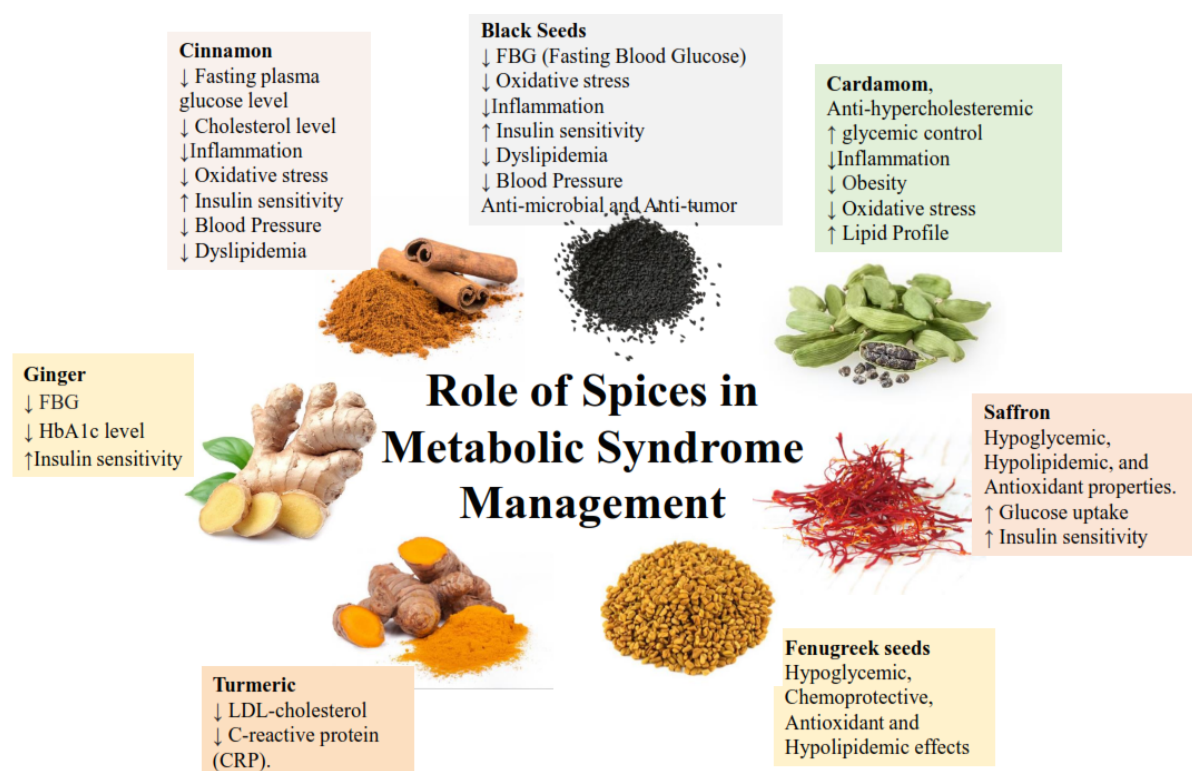 Cinnamon
↓ Fasting plasma
glucose level
↓ Cholesterol level
↓Inflammation
↓ Oxidative stress
↑ Insulin sensitivity
↓ Blood Pressure
↓ Dyslipidemia
Black Seeds
↓ FBG (Fasting Blood Glucose)
↓ Oxidative stress
↓Inflammation
↑ Insulin sensitivity
↓ Dyslipidemia
↓ Blood Pressure
Anti-microbial and Anti-tumor
Cardamom,
Anti-hypercholesteremic
↑ glycemic control
↓Inflammation
↓ Obesity
↓ Oxidative stress
↑ Lipid Profile
Ginger
↓ FBG
↓ HbA1c level
↑Insulin sensitivity
Role of Spices in
Metabolic Syndrome
Management
Saffron
Hypoglycemic,
Hypolipidemic, and
Antioxidant properties.
↑ Glucose uptake
↑ Insulin sensitivity
Turmeric
↓ LDL-cholesterol
↓ C-reactive protein
(CRP).
Fenugreek seeds
Hypoglycemic,
Chemoprotective,
Antioxidant and
Hypolipidemic effects